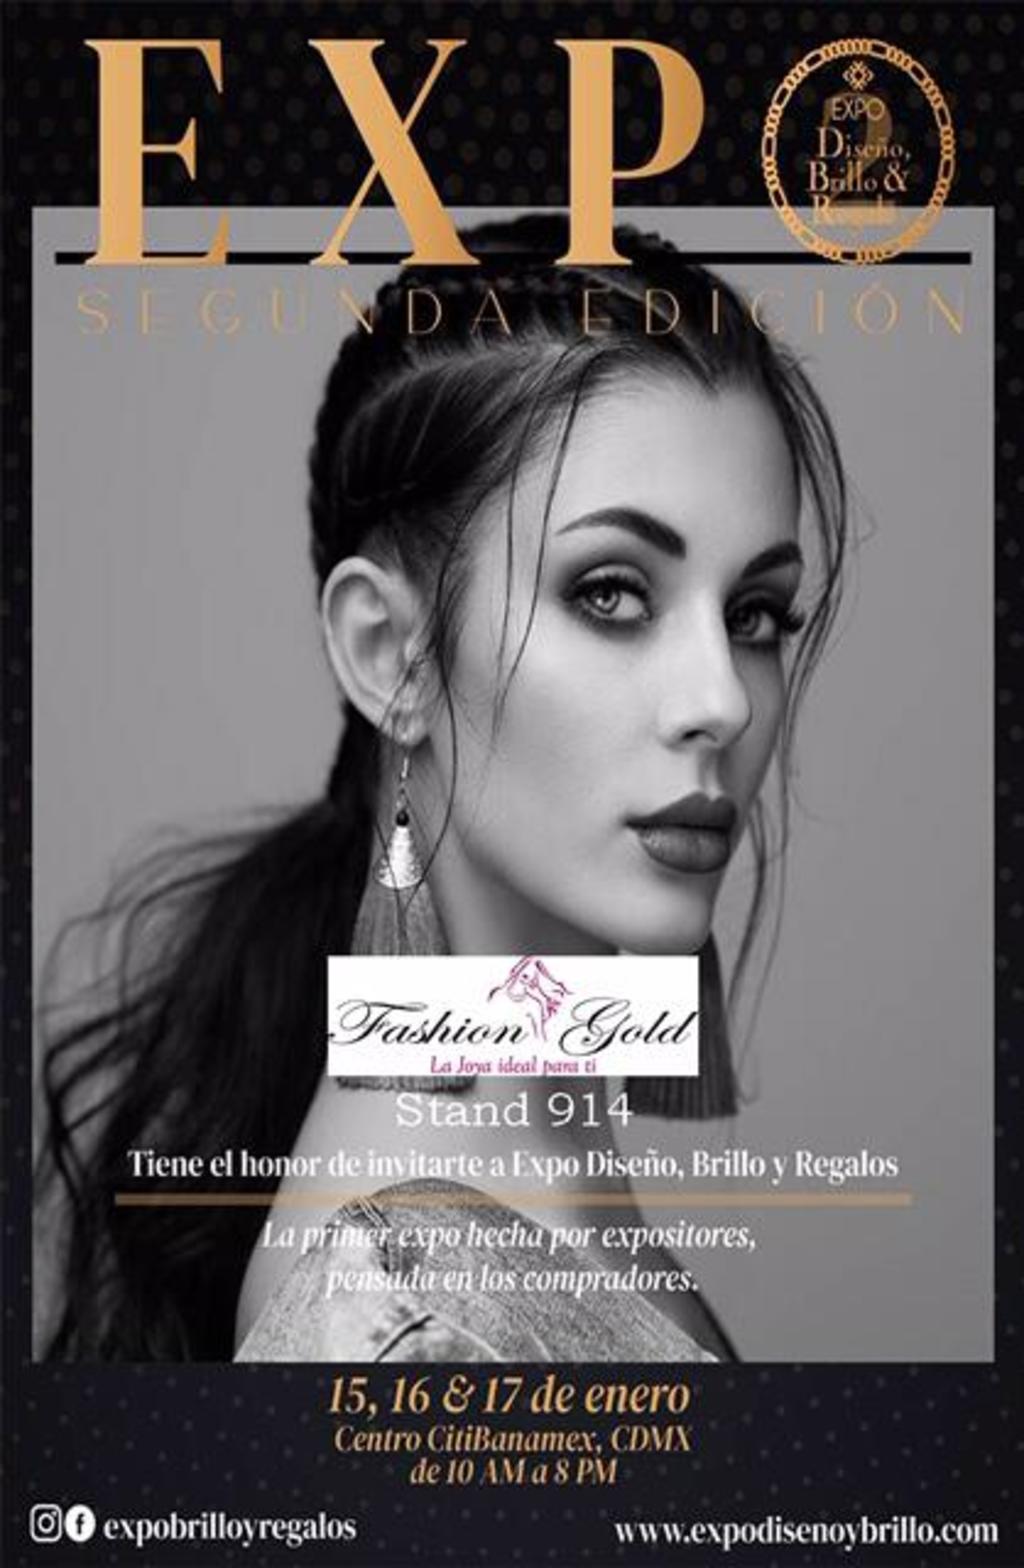 EXPO
EXPO
Diseño,
Brillo &
Regalos
SEGUNDA EDICIÓN
Fashion Gold
La Joya ideal para ti
Stand 914
Tiene el honor de invitarte a Expo Diseño, Brillo y Regalos
La primer expo hecha por expositores,
pensada en los compradores.
15, 16 & 17 de enero
Centro CitiBanamex, CDMX
de 10 AM a 8 PM
expobrilloyregalos
www.expodisenoybrillo.com